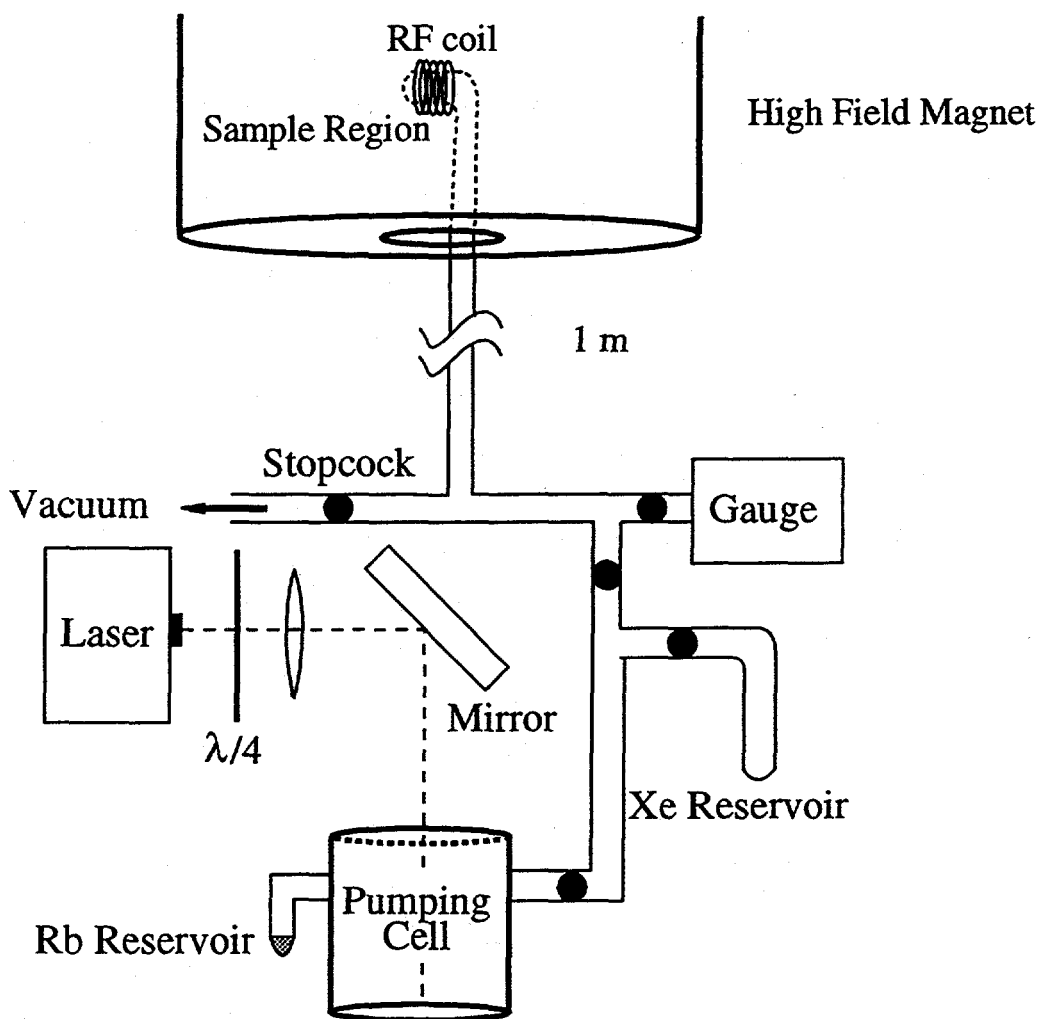 RF coil
Sample Region
High Field Magnet
1 m
Stopcock
Vacuum
Gauge
Laser
Mirror
λ/4
Xe Reservoir
Pumping
Cell
Rb Reservoir